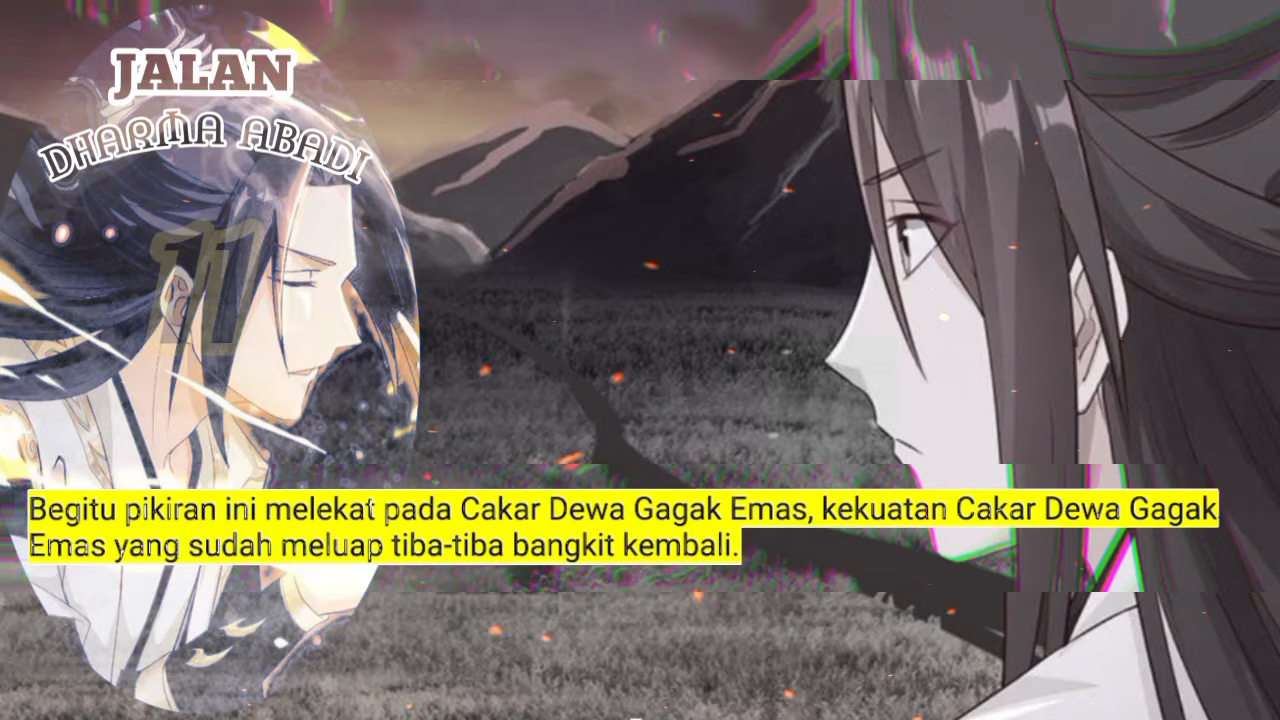 JALAN
DHARMA ABADI
Begitu pikiran ini melekat pada Cakar Dewa Gagak Emas, kekuatan Cakar Dewa Gagak
Emas yang sudah meluap tiba-tiba bangkit kembali.